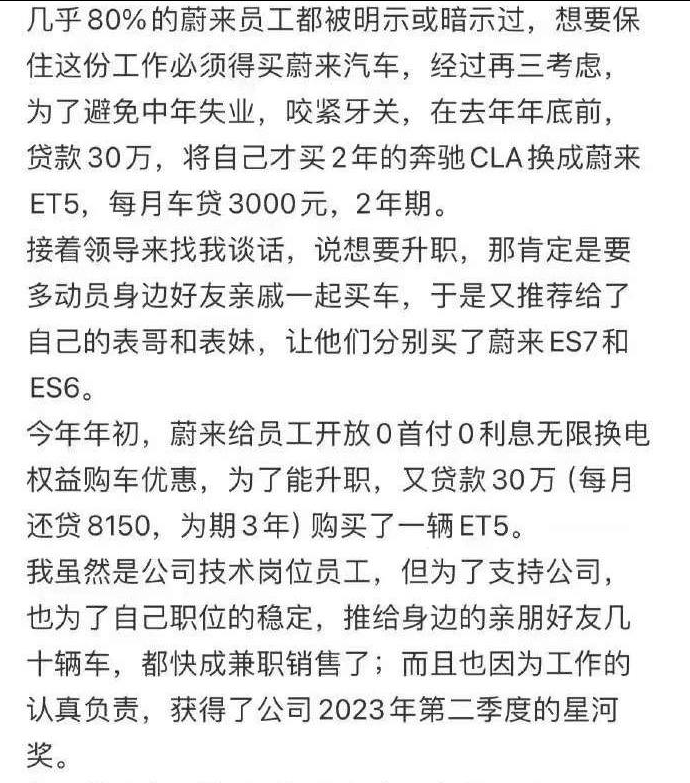 几乎80%的蔚来员工都被明示或暗示过，想要保
住这份工作必须得买蔚来汽车，经过再三考虑，
为了避免中年失业，咬紧牙关，在去年年底前，
贷款30万，将自己才买2年的奔驰CLA换成蔚来
ET5，每月车贷3000元，2年期。
接着领导来找我谈话，说想要升职，那肯定是要
多动员身边好友亲戚一起买车，于是又推荐给了
自己的表哥和表妹，让他们分别买了蔚来ES7和
ES6。
今年年初，蔚来给员工开放0首付0利息无限换电
权益购车优惠，为了能升职，又贷款30万（每月
还贷8150，为期3年）购买了一辆ET5。
我虽然是公司技术岗位员工，但为了支持公司，
也为了自己职位的稳定，推给身边的亲朋好友几
十辆车，都快成兼职销售了；而且也因为工作的
认真负责，获得了公司2023年第二季度的星河
奖。